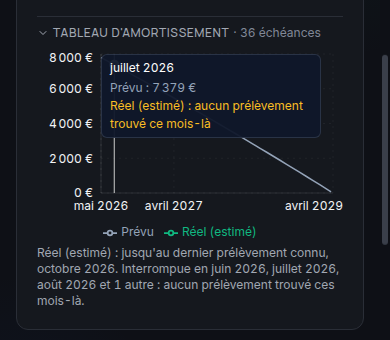 TABLEAU D'AMORTISSEMENT · 36 échéances
8 000 €
juillet 2026
Prévu : 7 379 €
6 000 €
Réel (estimé) : aucun prélèvement
trouvé ce mois-là
4 000 €
2 000 €
0 €
mai 2026 avril 2027 avril 2029
Prévu Réel (estimé)
Réel (estimé) : jusqu'au dernier prélèvement connu,
octobre 2026. Interrompue en juin 2026, juillet 2026,
août 2026 et 1 autre : aucun prélèvement trouvé ces
mois-là.